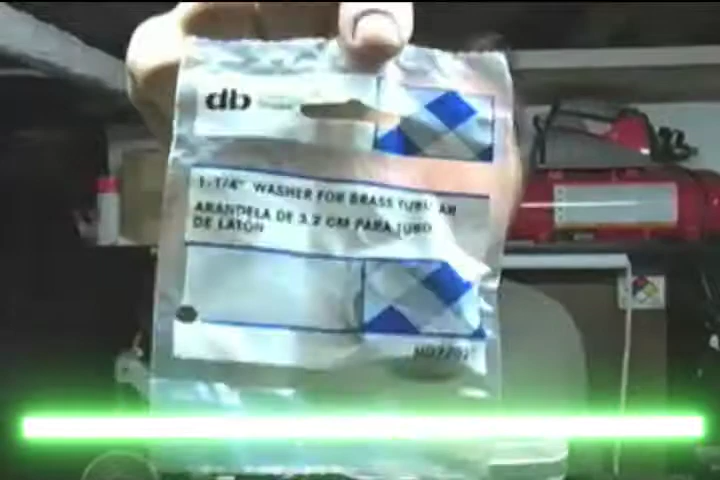 db
1-1/4" WASHER FOR BRASS TUBULAR
ARANDELA DE 3.2 CM PARA TUBO
DE LATÓN